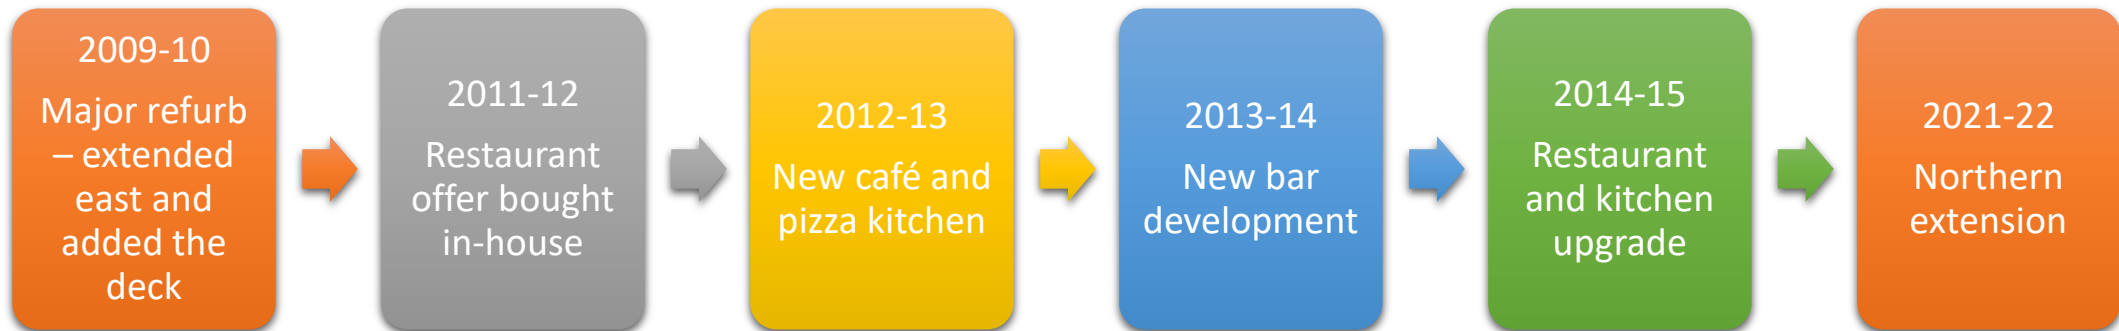 2009-10
Major refurb
– extended
east and
added the
deck
2011-12
Restaurant
offer bought
in-house
2012-13
New café and
pizza kitchen
2013-14
New bar
development
2014-15
Restaurant
and kitchen
upgrade
2021-22
Northern
extension